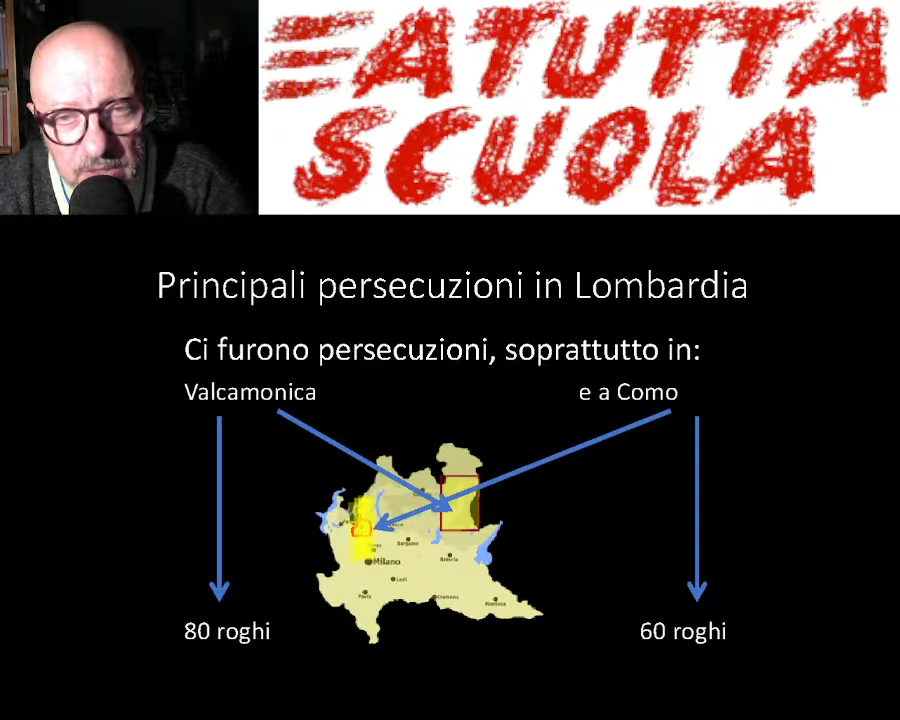 EATUTTA
SCUOLA
Principali persecuzioni in Lombardia
Ci furono persecuzioni, soprattutto in:
Valcamonica
e a Como
Bergamo
Brescia
Milano
Lodi
Pavia
Cremona
Mantova
80 roghi
60 roghi